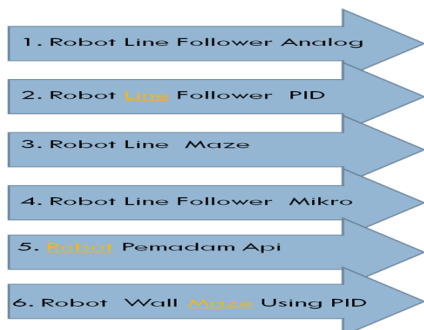 1. Robot Line Follower Analog
2. Robot Line Follower PID
3. Robot Line Maze
4. Robot Line Follower Mikro
5. Robot Pemadam Api
6. Robot Wall Maze Using PID